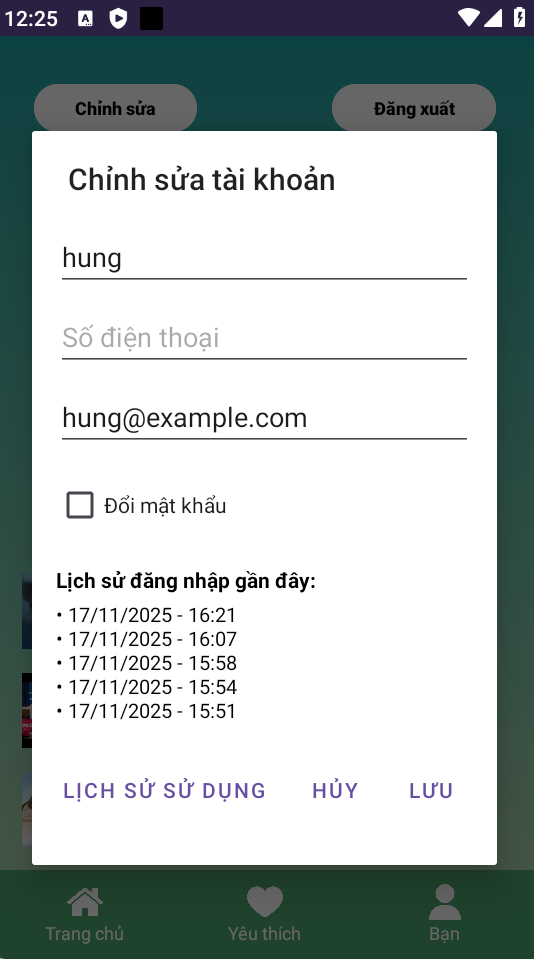 12:25
Chỉnh sửa
Đăng xuất
Chỉnh sửa tài khoản
hung
Số điện thoại
hung@example.com
Đổi mật khẩu
Lịch sử đăng nhập gần đây:
• 17/11/2025 - 16:21
• 17/11/2025 - 16:07
• 17/11/2025 - 15:58
• 17/11/2025 - 15:54
• 17/11/2025 - 15:51
LỊCH SỬ SỬ DỤNG HỦY LƯU
Trang chủ Yêu thích Bạn